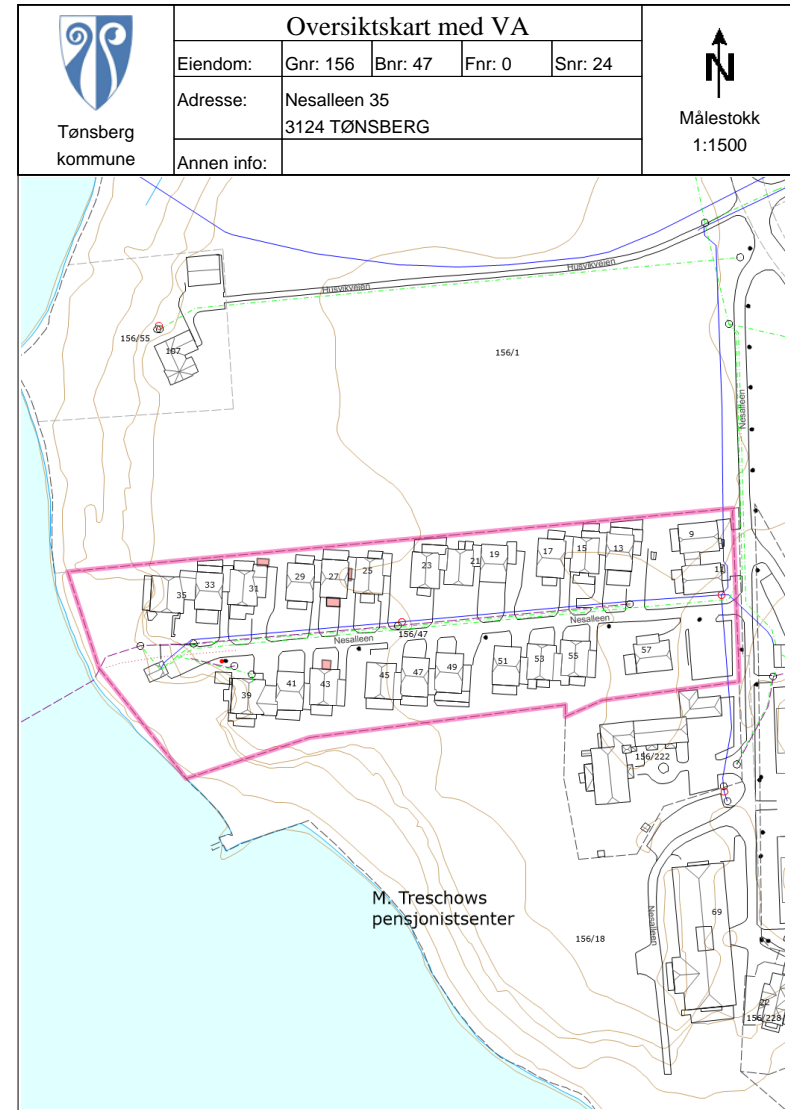 Oversiktskart med VA
Eiendom: Gnr: 156 Bnr: 47 Fnr: 0 Snr: 24
Adresse: Nesalleen 35
3124 TØNSBERG
Annen info:
Tønsberg
kommune
N
Målestokk
1:1500
Husvikveien
Husvikveien
156/55
107
156/1
Nesalleen
9
11
13
15
17
19
21
23
25
27
29
31
33
35
Nesalleen
156/47
Nesalleen
39
41
43
45
47
49
51
53
55
57
156/222
M. Treschows
pensjonistsenter
156/18
Nesalleen
69
22
156/228